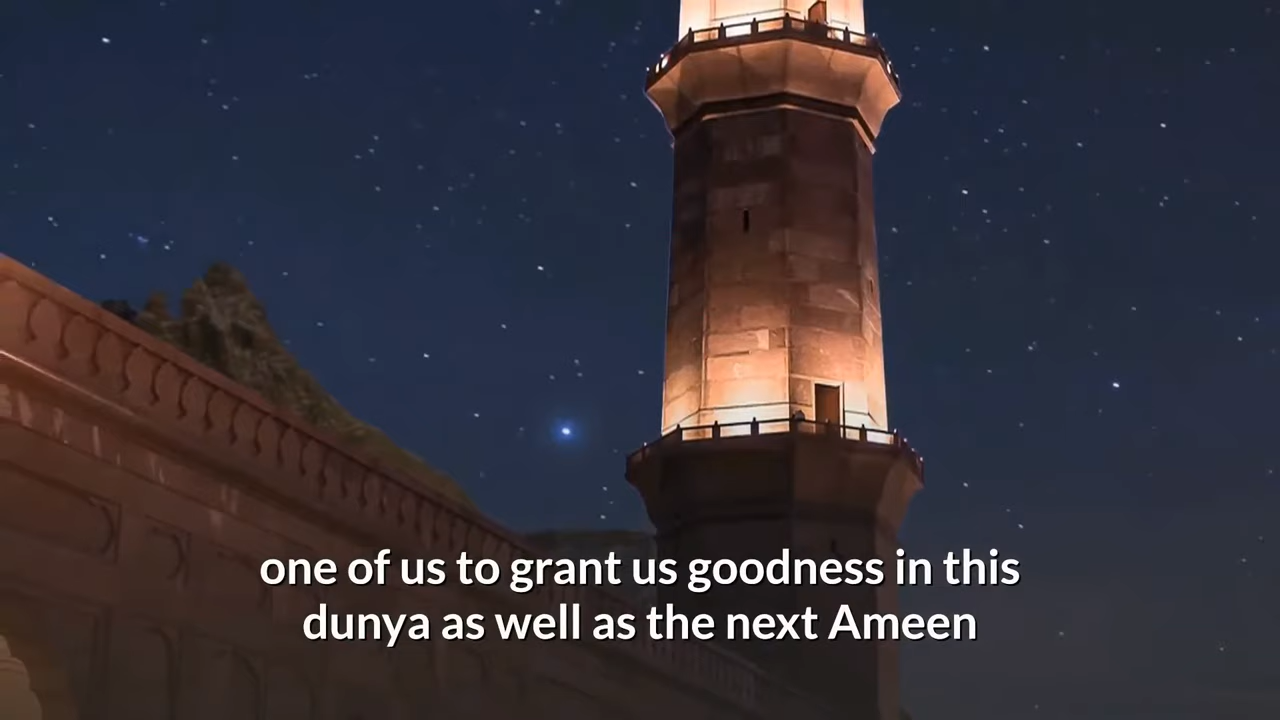 one of us to grant us goodness in this
dunya as well as the next Ameen